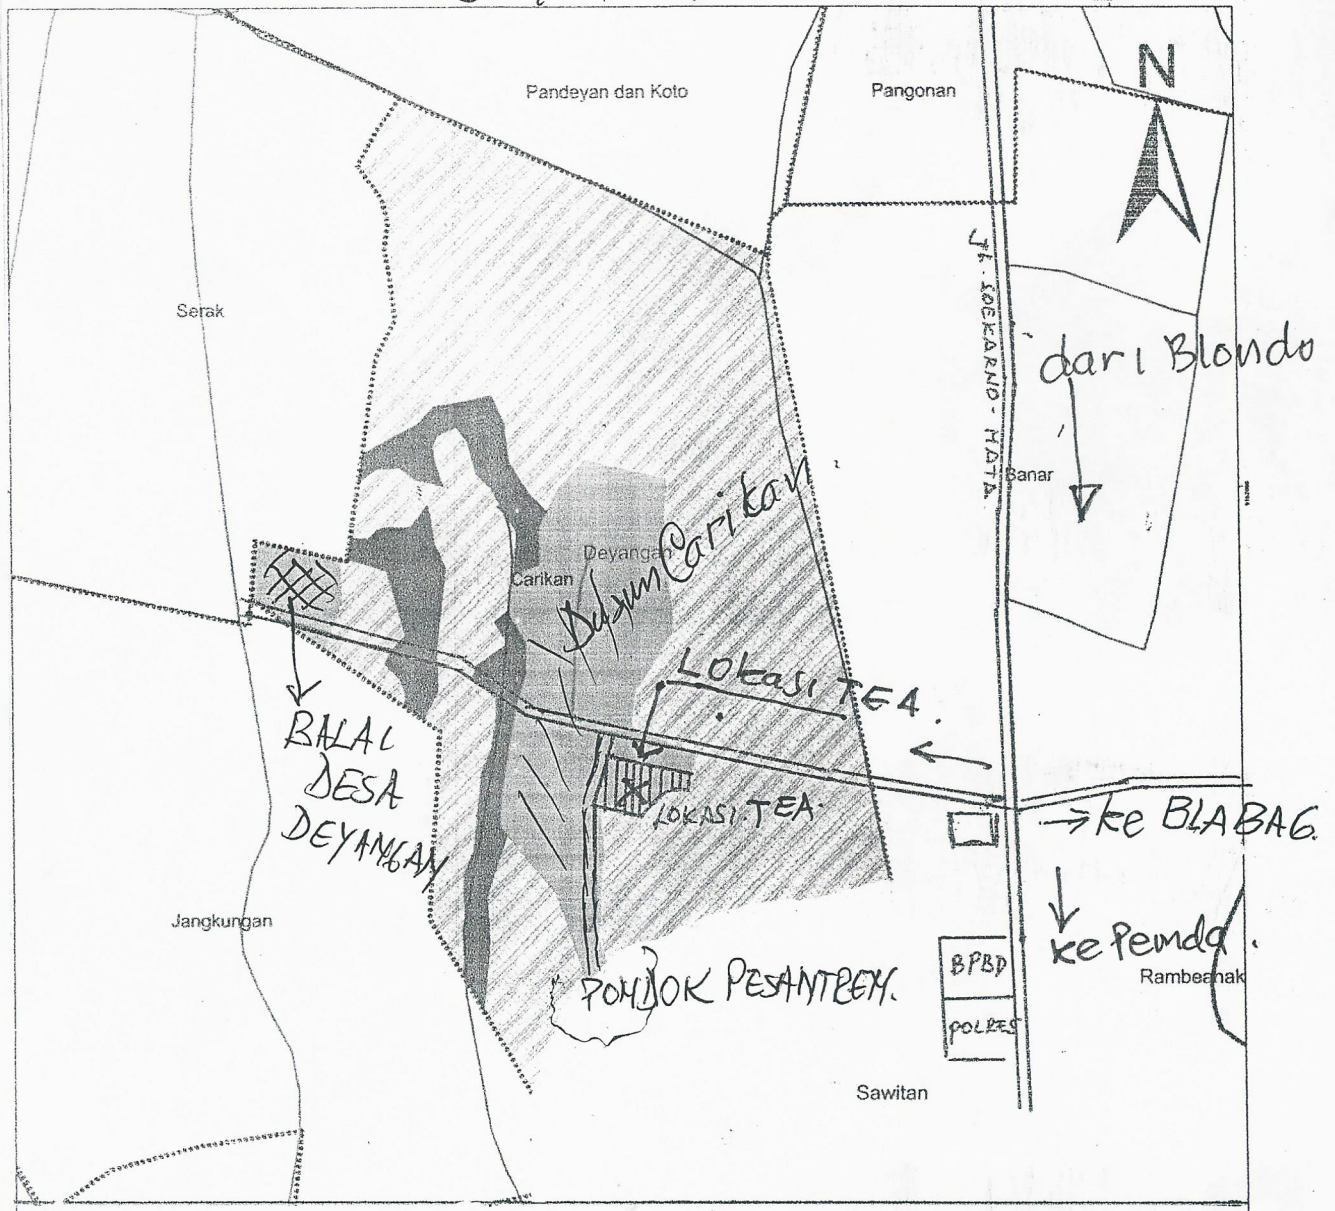 Pandeyan dan Koto
Pangonan
N
Serak
JL. SOEKARNO - HATA
dari Blondo
Banar
Deyangan
Carikan
Dusun Carikan
LOKasi TEA.
BALAI
DESA
DEYANGAN
LOKASI. TEA
ke BLABAG.
Jangkungan
ke Pemda.
BPBD
Rambeanak
PONDOK PESANTREN.
POLRES
Sawitan